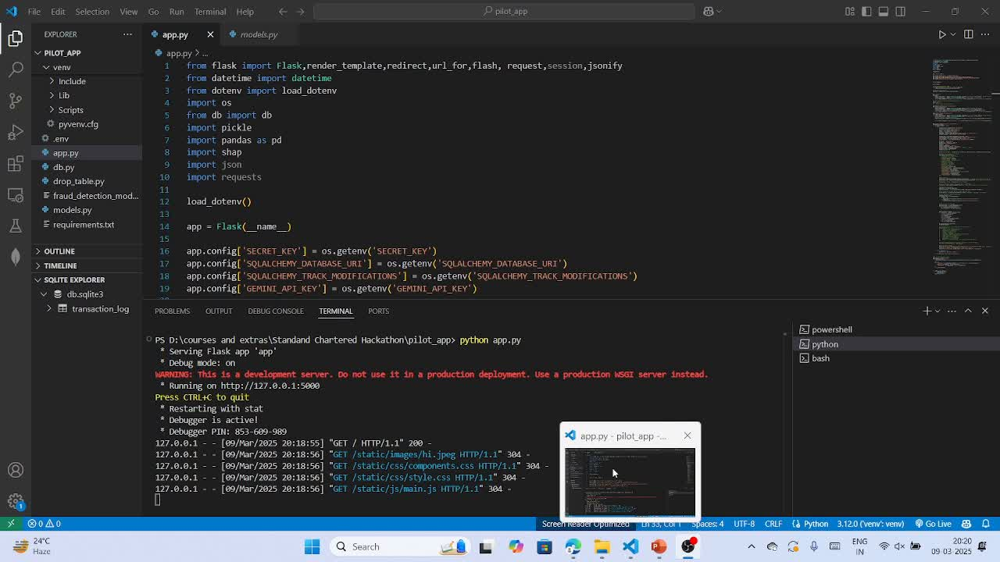 File Edit Selection View Go Run Terminal Help
pilot_app
EXPLORER
PILOT_APP
venv
Include
Lib
Scripts
pyvenv.cfg
.env
app.py
db.py
drop_table.py
fraud_detection_mod...
models.py
requirements.txt
OUTLINE
TIMELINE
SQLITE EXPLORER
db.sqlite3
transaction_log
app.py
models.py
app.py > ...
1 from flask import Flask,render_template,redirect,url_for,flash, request,session,jsonify
2 from datetime import datetime
3 from dotenv import load_dotenv
4 import os
5 from db import db
6 import pickle
7 import pandas as pd
8 import shap
9 import json
10 import requests
11
12 load_dotenv()
13
14 app = Flask(__name__)
15
16 app.config['SECRET_KEY'] = os.getenv('SECRET_KEY')
17 app.config['SQLALCHEMY_DATABASE_URI'] = os.getenv('SQLALCHEMY_DATABASE_URI')
18 app.config['SQLALCHEMY_TRACK_MODIFICATIONS'] = os.getenv('SQLALCHEMY_TRACK_MODIFICATIONS')
19 app.config['GEMINI_API_KEY'] = os.getenv('GEMINI_API_KEY')
PROBLEMS OUTPUT DEBUG CONSOLE TERMINAL PORTS
PS D:\courses and extras\Standand Chartered Hackathon\pilot_app> python app.py
* Serving Flask app 'app'
* Debug mode: on
WARNING: This is a development server. Do not use it in a production deployment. Use a production WSGI server instead.
* Running on http://127.0.0.1:5000
Press CTRL+C to quit
* Restarting with stat
* Debugger is active!
* Debugger PIN: 853-609-989
127.0.0.1 - - [09/Mar/2025 20:18:55] "GET / HTTP/1.1" 200 -
127.0.0.1 - - [09/Mar/2025 20:18:56] "GET /static/images/hi.jpeg HTTP/1.1" 304 -
127.0.0.1 - - [09/Mar/2025 20:18:56] "GET /static/css/components.css HTTP/1.1" 304 -
127.0.0.1 - - [09/Mar/2025 20:18:56] "GET /static/css/style.css HTTP/1.1" 304 -
127.0.0.1 - - [09/Mar/2025 20:18:56] "GET /static/js/main.js HTTP/1.1" 304 -
powershell
python
bash
app.py - pilot_app -...
0 0 Screen Reader Optimized Ln 33, Col 1 Spaces: 4 UTF-8 CRLF Python 3.12.0 ('venv': venv) Go Live
1
24°C
Haze
Search
ENG
IN
20:20
09-03-2025